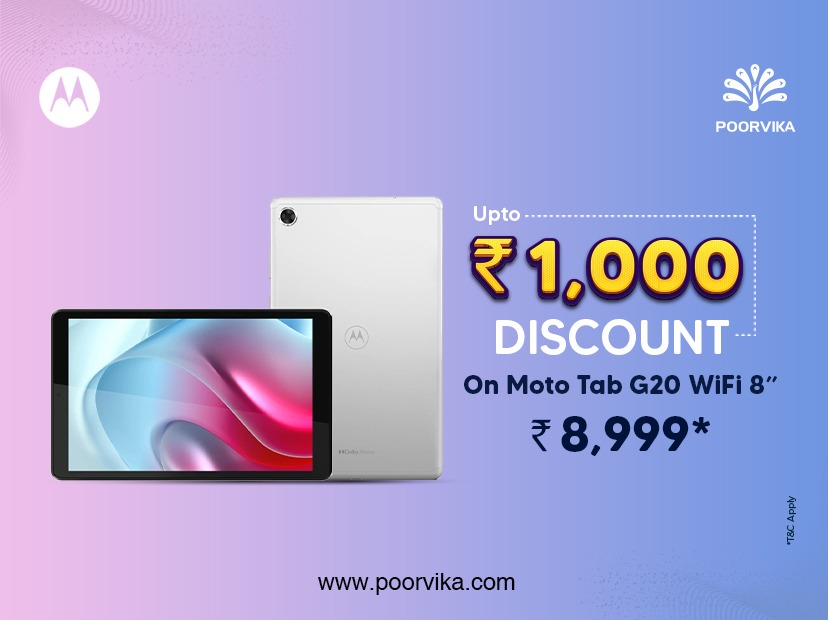 POORVIKA
Upto
₹ 1,000
DISCOUNT
On Moto Tab G20 WiFi 8”
₹ 8,999*
*T&C Apply
www.poorvika.com